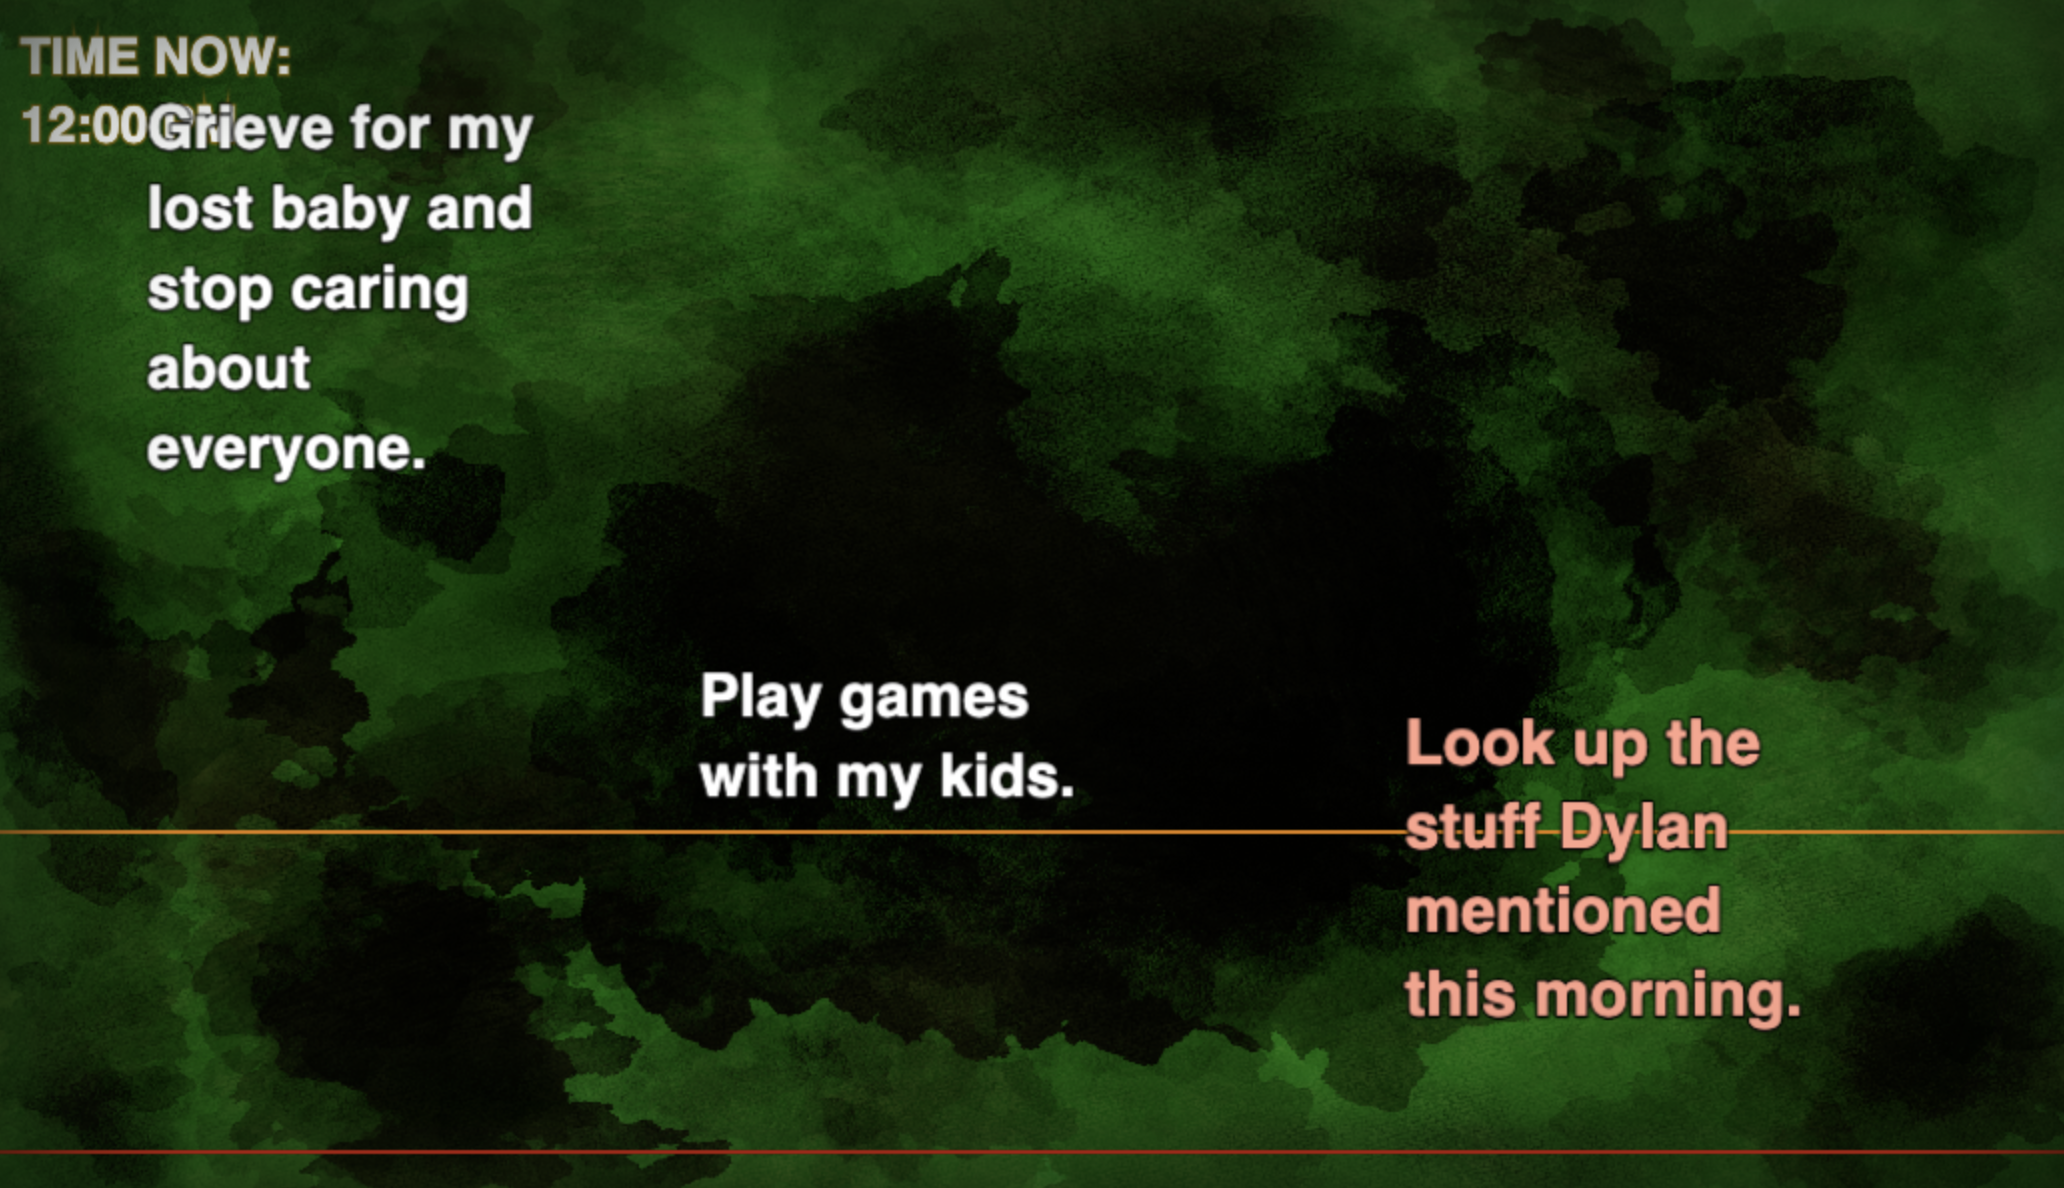 TIME NOW:
12:00
Grieve for my
lost baby and
stop caring
about
everyone.
Play games
with my kids.
Look up the
stuff Dylan
mentioned
this morning.